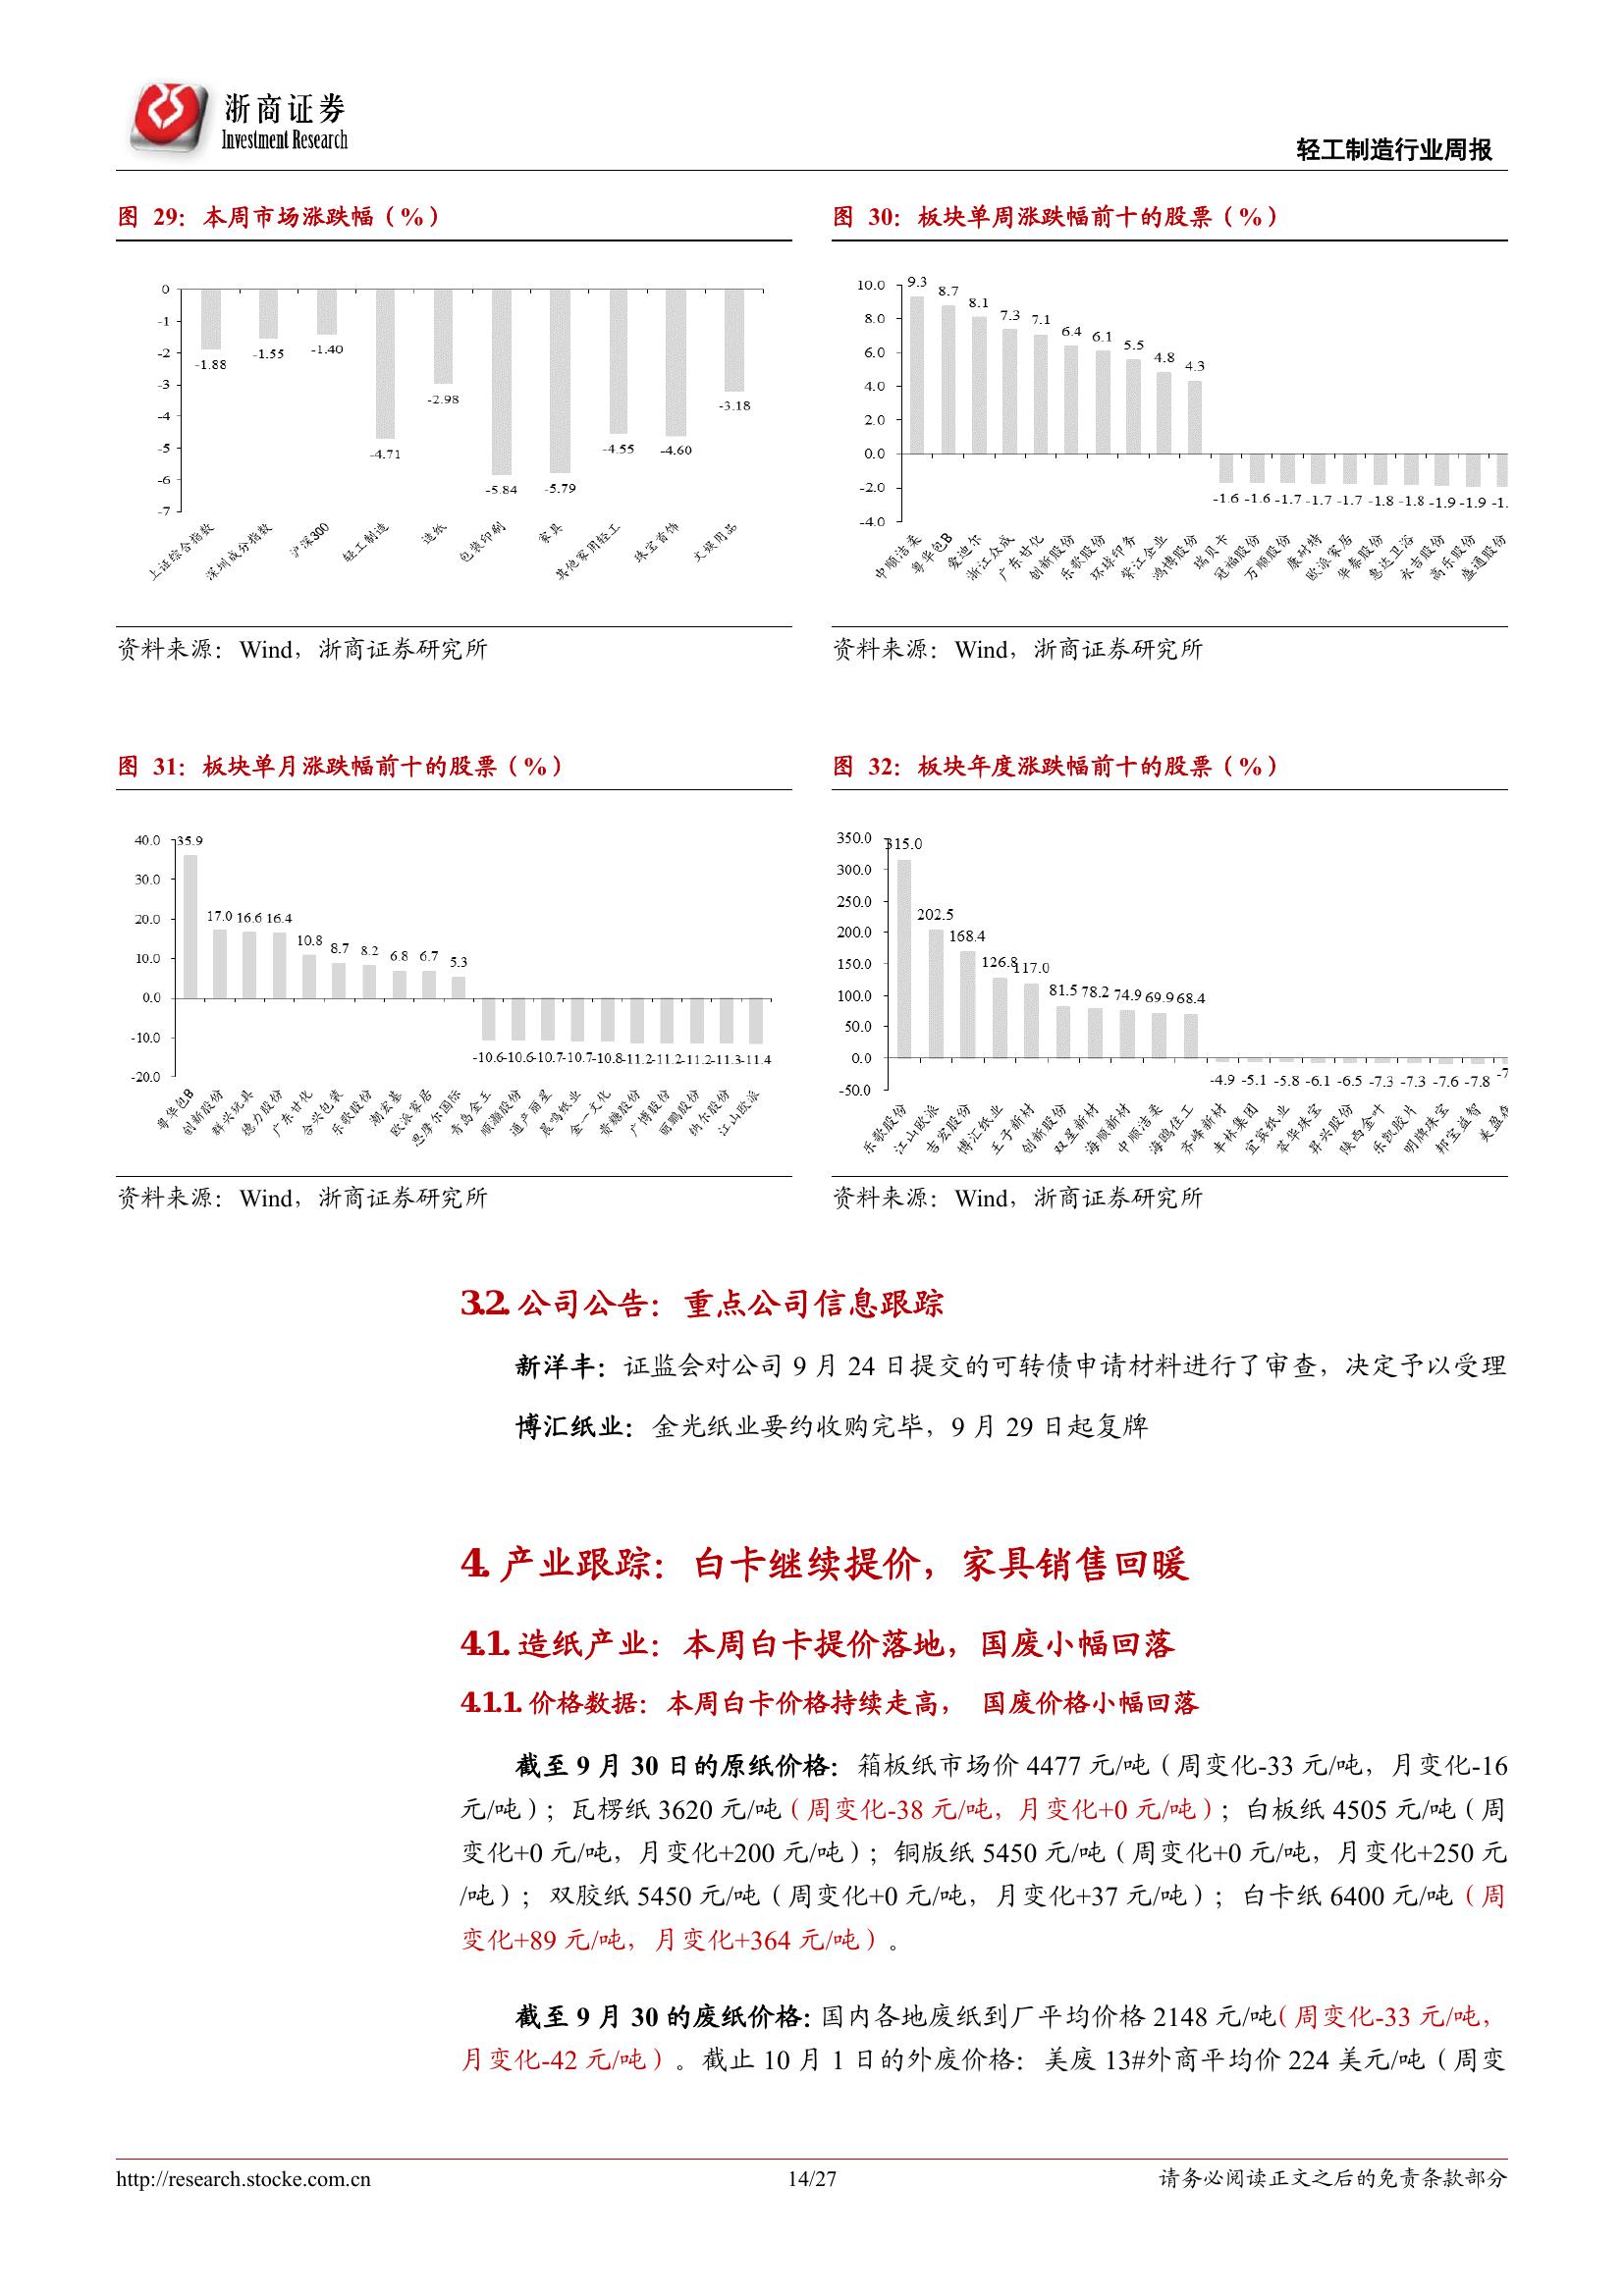 浙商证券
Investment Research
轻工制造行业周报
图 29：本周市场涨跌幅（%）
0
-1
-2
-3
-4
-5
-6
-7
-1.88
-1.55
-1.40
-4.71
-2.98
-5.84
-5.79
-4.55
-4.60
-3.18
上证综合指数
深圳成分指数
沪深300
轻工制造
造纸
包装印刷
家具
其他家用轻工
珠宝首饰
文娱用品
资料来源：Wind，浙商证券研究所
图 30：板块单周涨跌幅前十的股票（%）
10.0
8.0
6.0
4.0
2.0
0.0
-2.0
-4.0
9.3
8.7
8.1
7.3
7.1
6.4
6.1
5.5
4.8
4.3
-1.6 -1.6 -1.7 -1.7 -1.7 -1.8 -1.8 -1.9 -1.9 -1.
中顺洁柔
粤华包B
爱迪尔
浙江众成
广东甘化
创新股份
乐歌股份
环球印务
紫江企业
鸿博股份
瑞贝卡
冠福股份
万顺股份
康耐特
欧派家居
华泰股份
惠达卫浴
永吉股份
高乐股份
盛通股份
资料来源：Wind，浙商证券研究所
图 31：板块单月涨跌幅前十的股票（%）
40.0
30.0
20.0
10.0
0.0
-10.0
-20.0
35.9
17.0 16.6 16.4
10.8
8.7
8.2
6.8
6.7
5.3
-10.6 -10.6 -10.7 -10.7 -10.8 -11.2 -11.2 -11.2 -11.3 -11.4
粤华包B
创新股份
群兴玩具
德力股份
广东甘化
合兴包装
乐歌股份
潮宏基
欧派家居
思摩尔国际
青岛金王
顺灏股份
通产丽星
晨鸣纸业
金一文化
贵糖股份
广博股份
丽鹏股份
纳尔股份
江山欧派
资料来源：Wind，浙商证券研究所
图 32：板块年度涨跌幅前十的股票（%）
350.0
300.0
250.0
200.0
150.0
100.0
50.0
0.0
-50.0
315.0
202.5
168.4
126.8
117.0
81.5 78.2 74.9 69.9 68.4
-4.9 -5.1 -5.8 -6.1 -6.5 -7.3 -7.3 -7.6 -7.8 -7
乐歌股份
江山欧派
吉宏股份
博汇纸业
王子新材
创新股份
双星新材
海顺新材
中顺洁柔
海鸥住工
齐峰新材
丰林集团
宜宾纸业
萃华珠宝
昇兴股份
陕西金叶
乐凯胶片
明牌珠宝
邦宝益智
美盈森
资料来源：Wind，浙商证券研究所
3.2. 公司公告：重点公司信息跟踪
新洋丰：证监会对公司 9 月 24 日提交的可转债申请材料进行了审查，决定予以受理
博汇纸业：金光纸业要约收购完毕，9 月 29 日起复牌
4. 产业跟踪：白卡继续提价，家具销售回暖
4.1. 造纸产业：本周白卡提价落地，国废小幅回落
4.1.1. 价格数据：本周白卡价格持续走高， 国废价格小幅回落
截至 9 月 30 日的原纸价格：箱板纸市场价 4477 元/吨（周变化-33 元/吨，月变化-16
元/吨）；瓦楞纸 3620 元/吨（周变化-38 元/吨，月变化+0 元/吨）；白板纸 4505 元/吨（周
变化+0 元/吨，月变化+200 元/吨）；铜版纸 5450 元/吨（周变化+0 元/吨，月变化+250 元
/吨）； 双胶纸 5450 元/吨（周变化+0 元/吨，月变化+37 元/吨）；白卡纸 6400 元/吨（周
变化+89 元/吨，月变化+364 元/吨）。
截至 9 月 30 的废纸价格：国内各地废纸到厂平均价格 2148 元/吨（周变化-33 元/吨，
月变化-42 元/吨）。截止 10 月 1 日的外废价格：美废 13#外商平均价 224 美元/吨（周变
http://research.stocke.com.cn
14/27
请务必阅读正文之后的免责条款部分